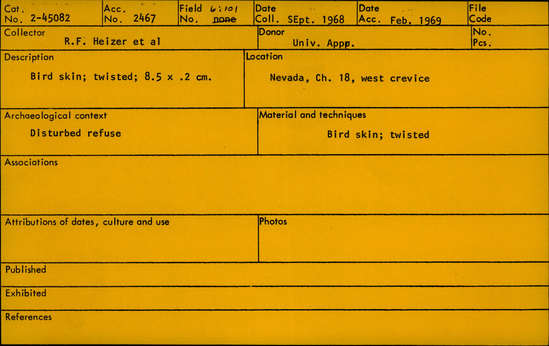 Cat. Acc. Field Date Date File
No. 2-45082 No. 2467 No. none Coll. SEpt. 1968 Acc. Feb. 1969 Code
Collector Donor No.
R.F. Heizer et al Univ. Appp. Pcs.
Description Location
Bird skin; twisted; 8.5 x .2 cm. Nevada, Ch. 18, west crevice
Archaeological context Material and techniques
Disturbed refuse Bird skin; twisted
Associations
Attributions of dates, culture and use Photos
Published
Exhibited
References